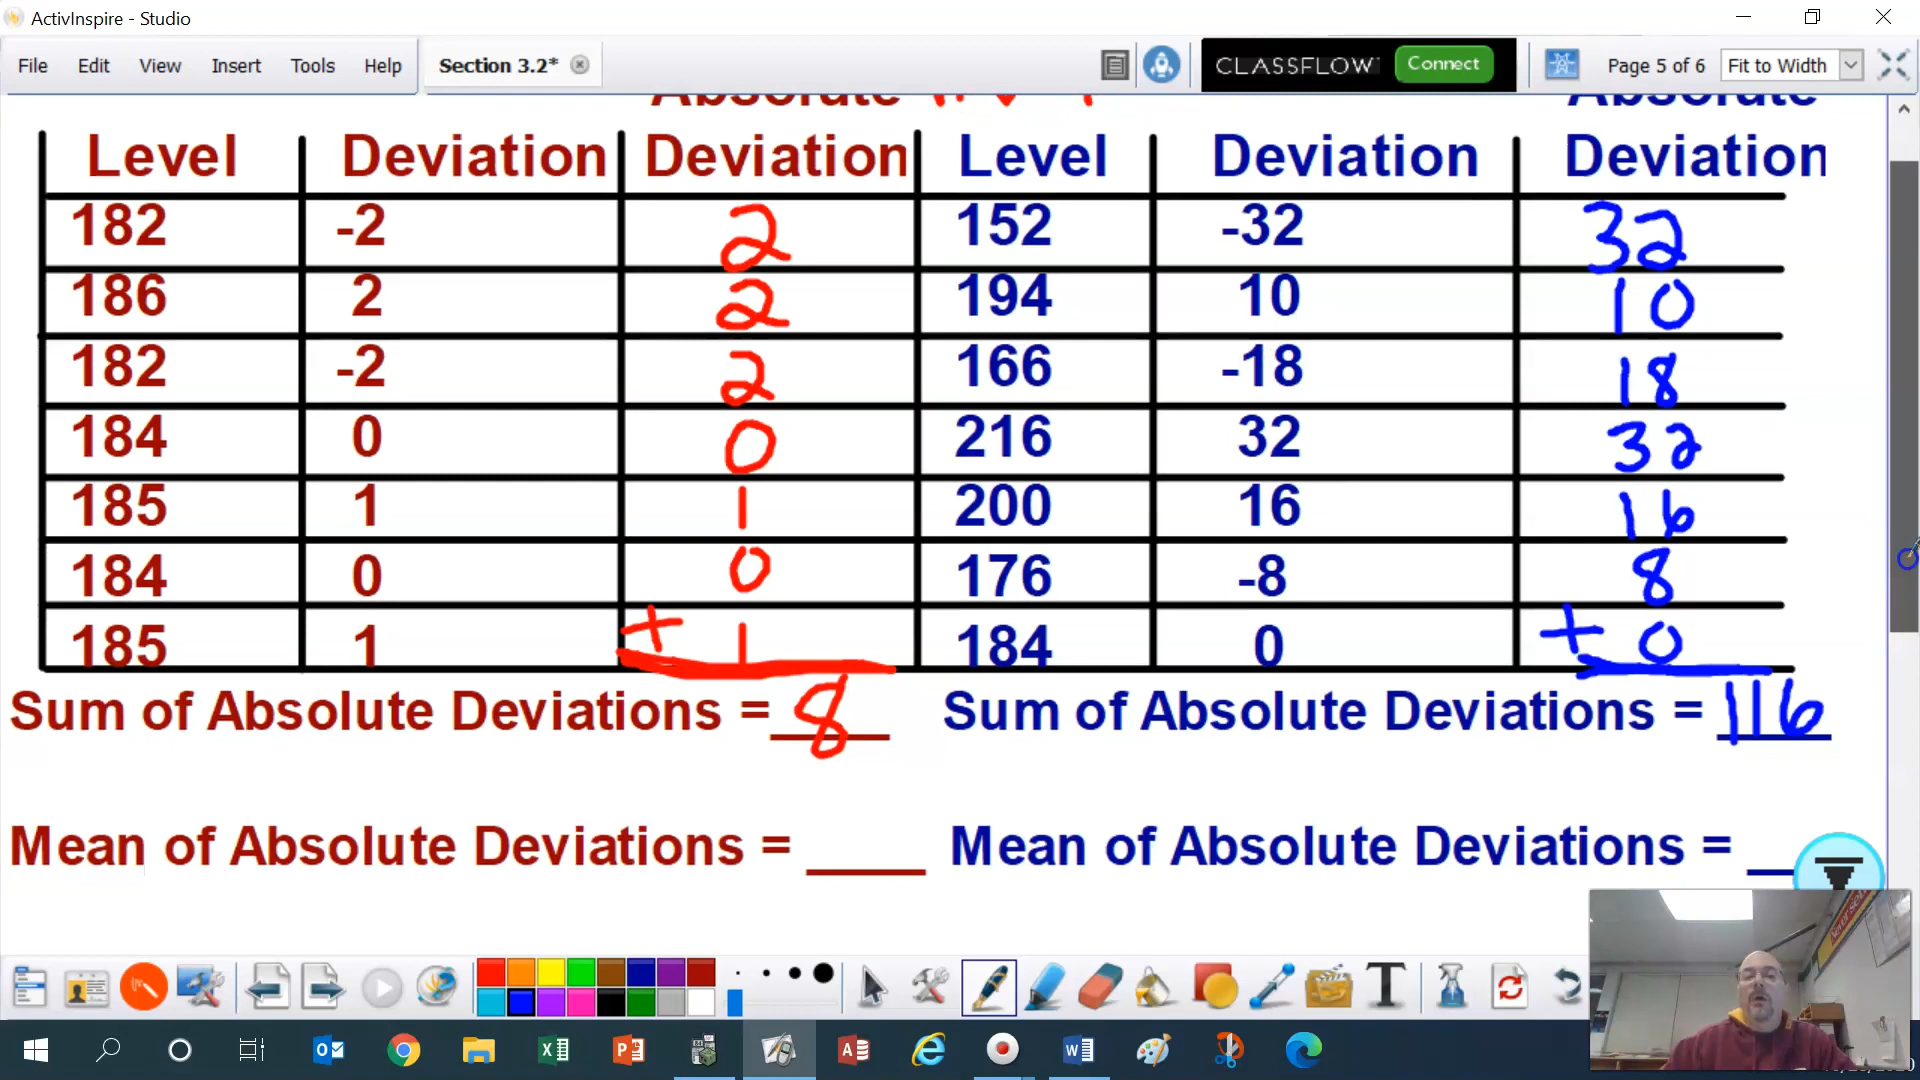 ActivInspire - Studio
File Edit View Insert Tools Help Section 3.2* CLASSFLOW Connect Page 5 of 6 Fit to Width
Absolute Absolute
Level Deviation Deviation Level Deviation Deviation
182 -2 2 152 -32 32
186 2 2 194 10 10
182 -2 2 166 -18 18
184 0 0 216 32 32
185 1 1 200 16 16
184 0 0 176 -8 8
185 1 + 1 184 0 + 0
Sum of Absolute Deviations = 8 Sum of Absolute Deviations = 116
Mean of Absolute Deviations = ____ Mean of Absolute Deviations = __